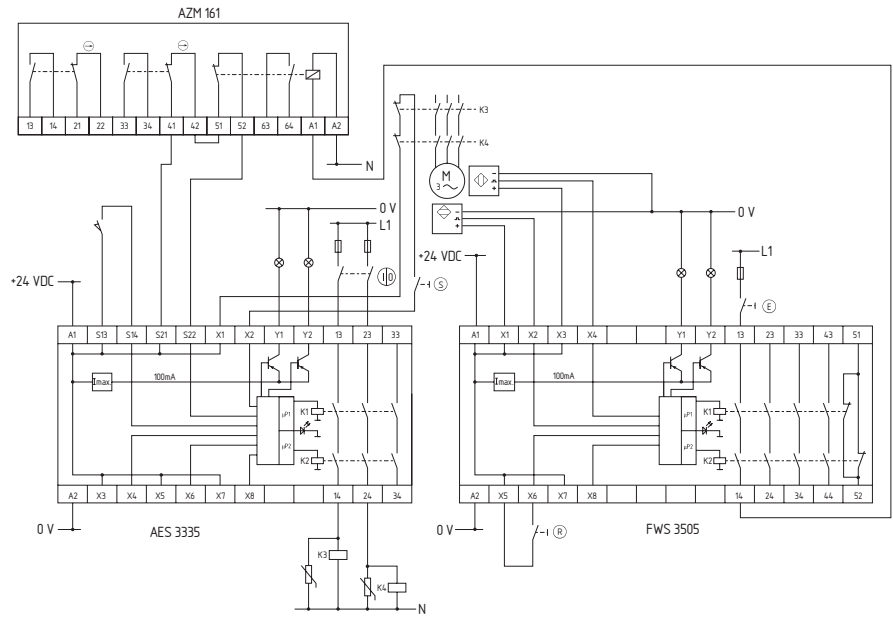 AZM 161
13 14 21 22 33 34 41 42 51 52 63 64 A1 A2
N
K3
K4
M
3
-
+
-
+
0 V
L1
0 V
L1
+24 VDC
+24 VDC
I 0
S
E
A1 S13 S14 S21 S22 X1 X2 Y1 Y2 13 23 33
A1 X1 X2 X3 X4 Y1 Y2 13 23 33 43 51
Imax. 100mA
Imax. 100mA
µP1 K1
µP1 K1
µP2 K2
µP2 K2
A2 X3 X4 X5 X6 X7 X8 14 24 34
A2 X5 X6 X7 X8 14 24 34 44 52
0 V
AES 3335
0 V
R
FWS 3505
K3
K4
N